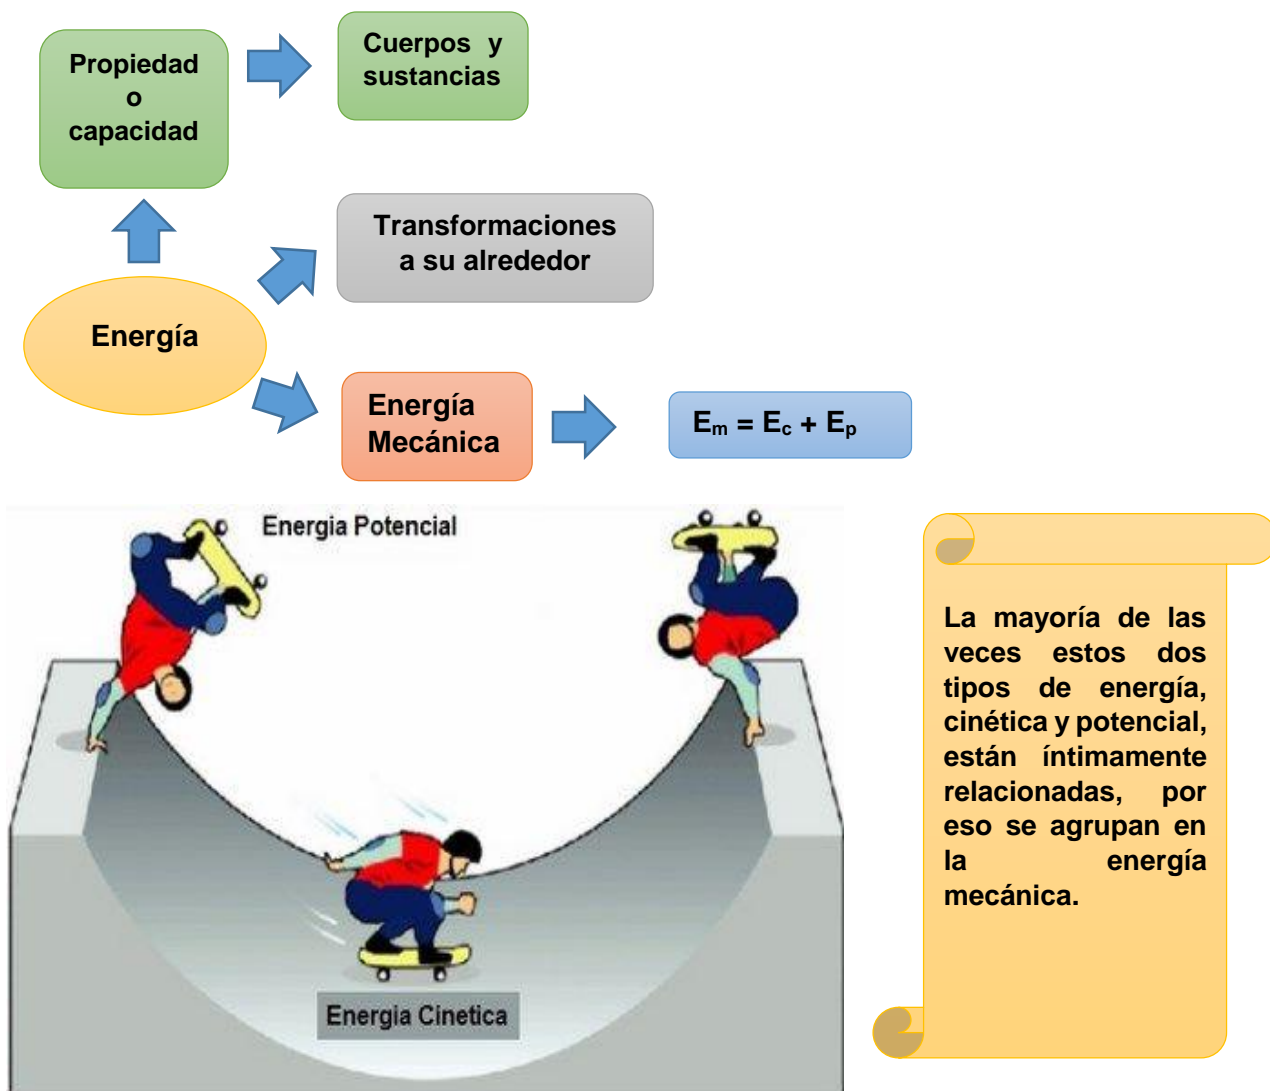 Propiedad
o
capacidad
Cuerpos y
sustancias
Transformaciones
a su alrededor
Energía
Energía
Mecánica
Eₘ = E꜀ + Eₚ
Energia Potencial
La mayoría de las
veces estos dos
tipos de energía,
cinética y potencial,
están íntimamente
relacionadas, por
eso se agrupan en
la energía
mecánica.
Energia Cinetica